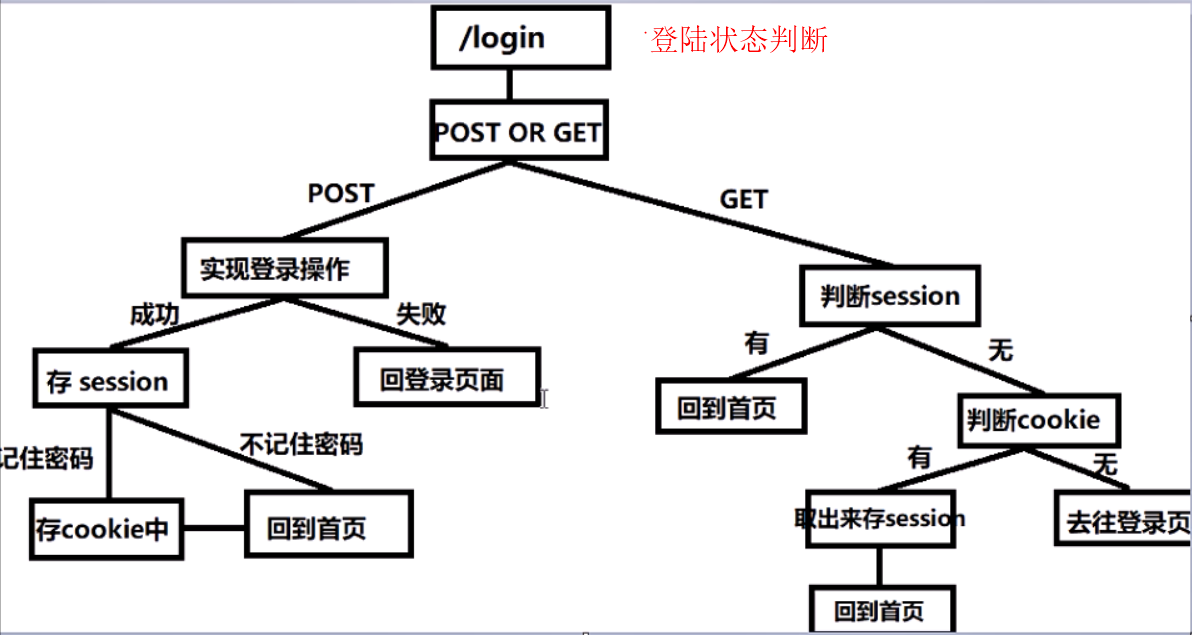 /login
登陆状态判断
POST OR GET
POST
GET
实现登录操作
判断session
成功
失败
有
无
存 session
回登录页面
回到首页
判断cookie
记住密码
不记住密码
有
无
存cookie中
回到首页
取出来存session
去往登录页
回到首页